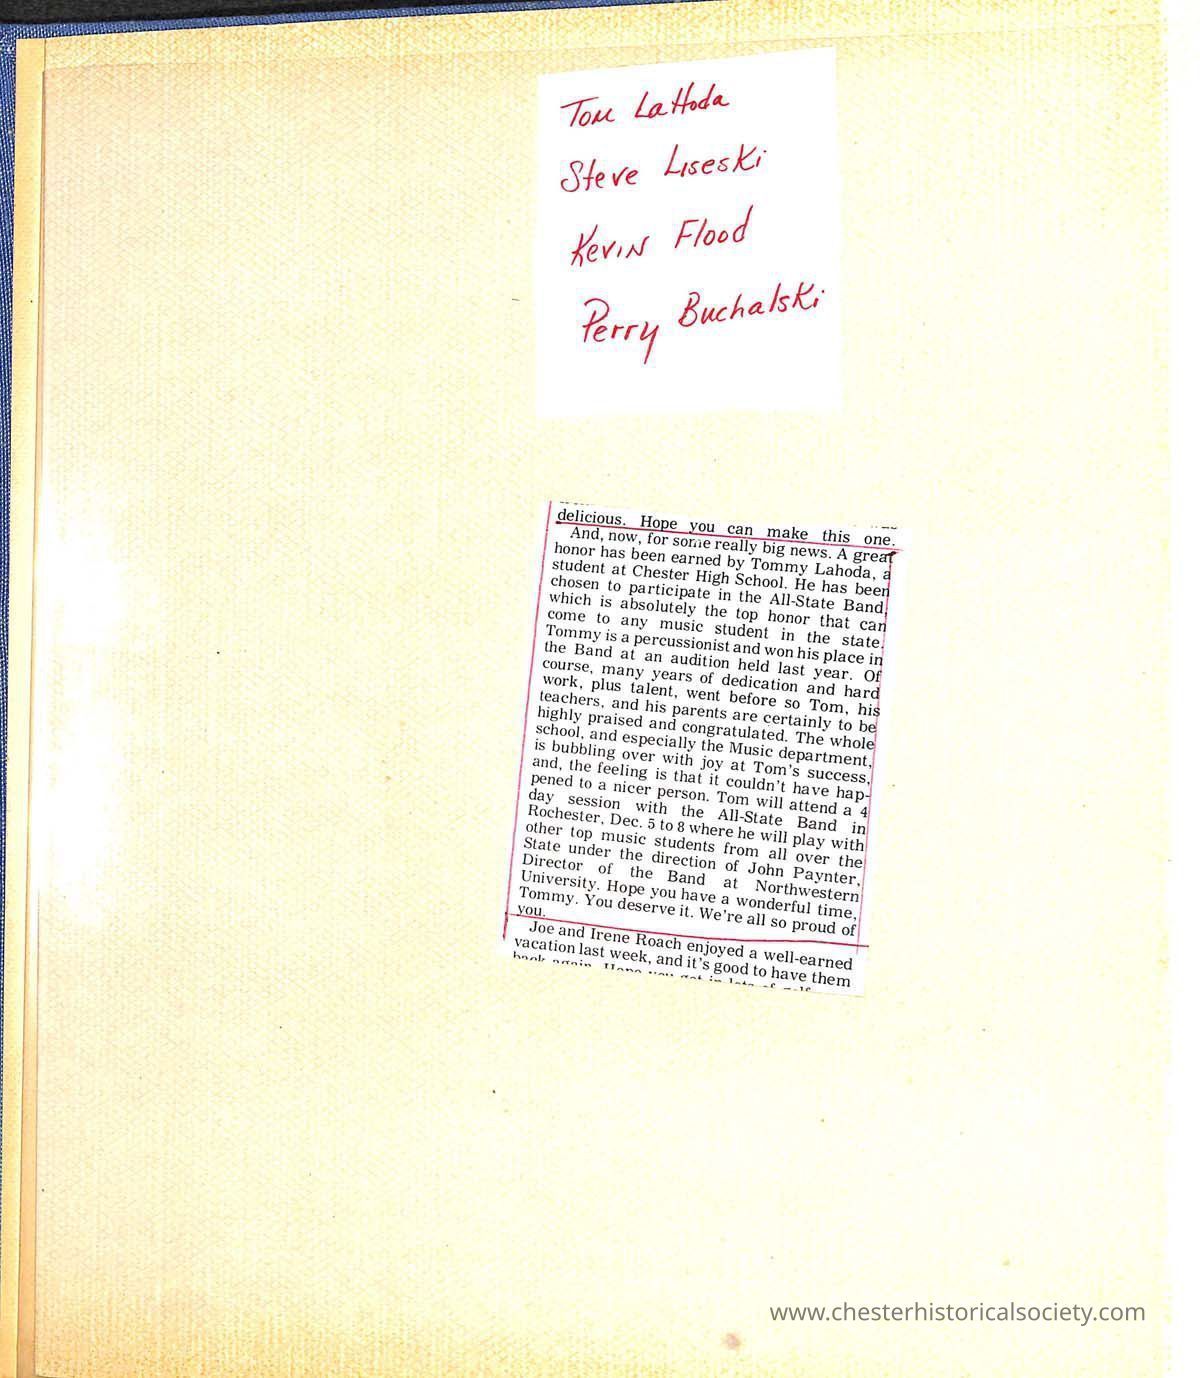 Tom LaHoda
Steve Liseski
Kevin Flood
Perry Buchalski
delicious. Hope you can make this one.
And, now, for some really big news. A great
honor has been earned by Tommy Lahoda, a
student at Chester High School. He has been
chosen to participate in the All-State Band,
which is absolutely the top honor that can
come to any music student in the state.
Tommy is a percussionist and won his place in
the Band at an audition held last year. Of
course, many years of dedication and hard
work, plus talent, went before so Tom, his
teachers, and his parents are certainly to be
highly praised and congratulated. The whole
school, and especially the Music department,
is bubbling over with joy at Tom's success,
and, the feeling is that it couldn't have hap-
pened to a nicer person. Tom will attend a 4
day session with the All-State Band in
Rochester, Dec. 5 to 8 where he will play with
other top music students from all over the
State under the direction of John Paynter,
Director of the Band at Northwestern
University. Hope you have a wonderful time,
Tommy. You deserve it. We're all so proud of
you.
Joe and Irene Roach enjoyed a well-earned
vacation last week, and it's good to have them
back again. Hope you got in lots of golf
www.chesterhistoricalsociety.com